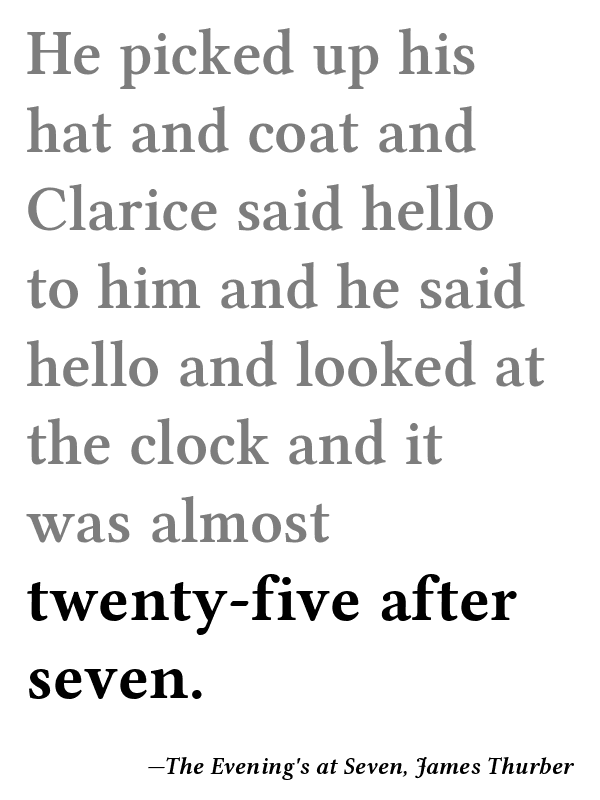 He picked up his
hat and coat and
Clarice said hello
to him and he said
hello and looked at
the clock and it
was almost
twenty-five after
seven.
—The Evening's at Seven, James Thurber